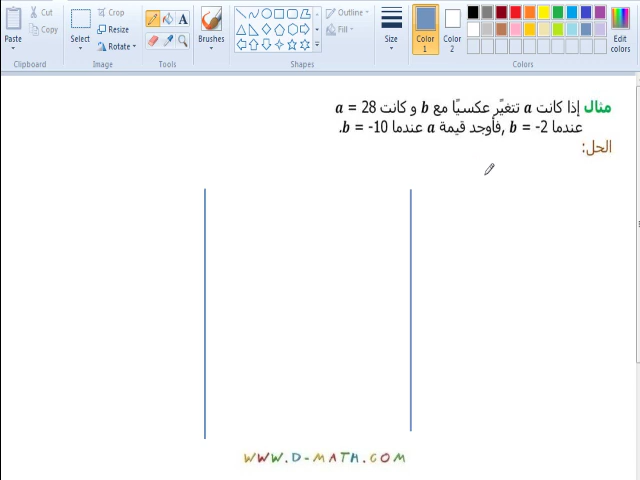 Paste
Cut
Copy
Clipboard
Select
Crop
Resize
Rotate
Image
A
Tools
Brushes
Shapes
Outline
Fill
Size
Color 1
Color 2
Colors
Edit colors
مثال إذا كانت a تتغيَّر عكسيًا مع b و كانت a = 28
عندما b = -2 ,فأوجد قيمة a عندما b = -10.
الحل:
WWW.D-MATH.COM